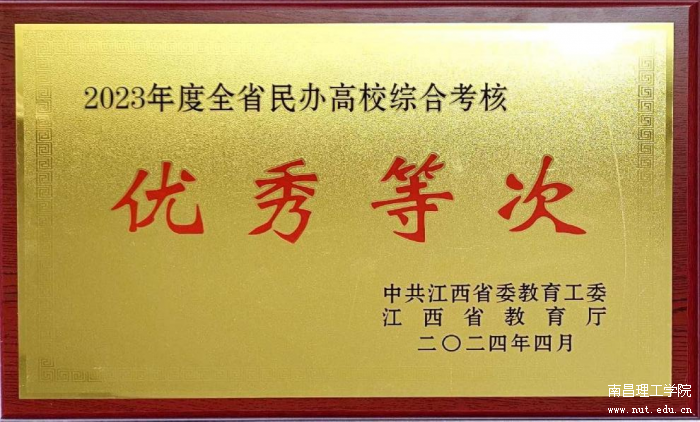 2023年度全省民办高校综合考核
优秀等次
中共江西省委教育工委
江西省教育厅
二〇二四年四月
南昌理工学院
www.nut.edu.cn